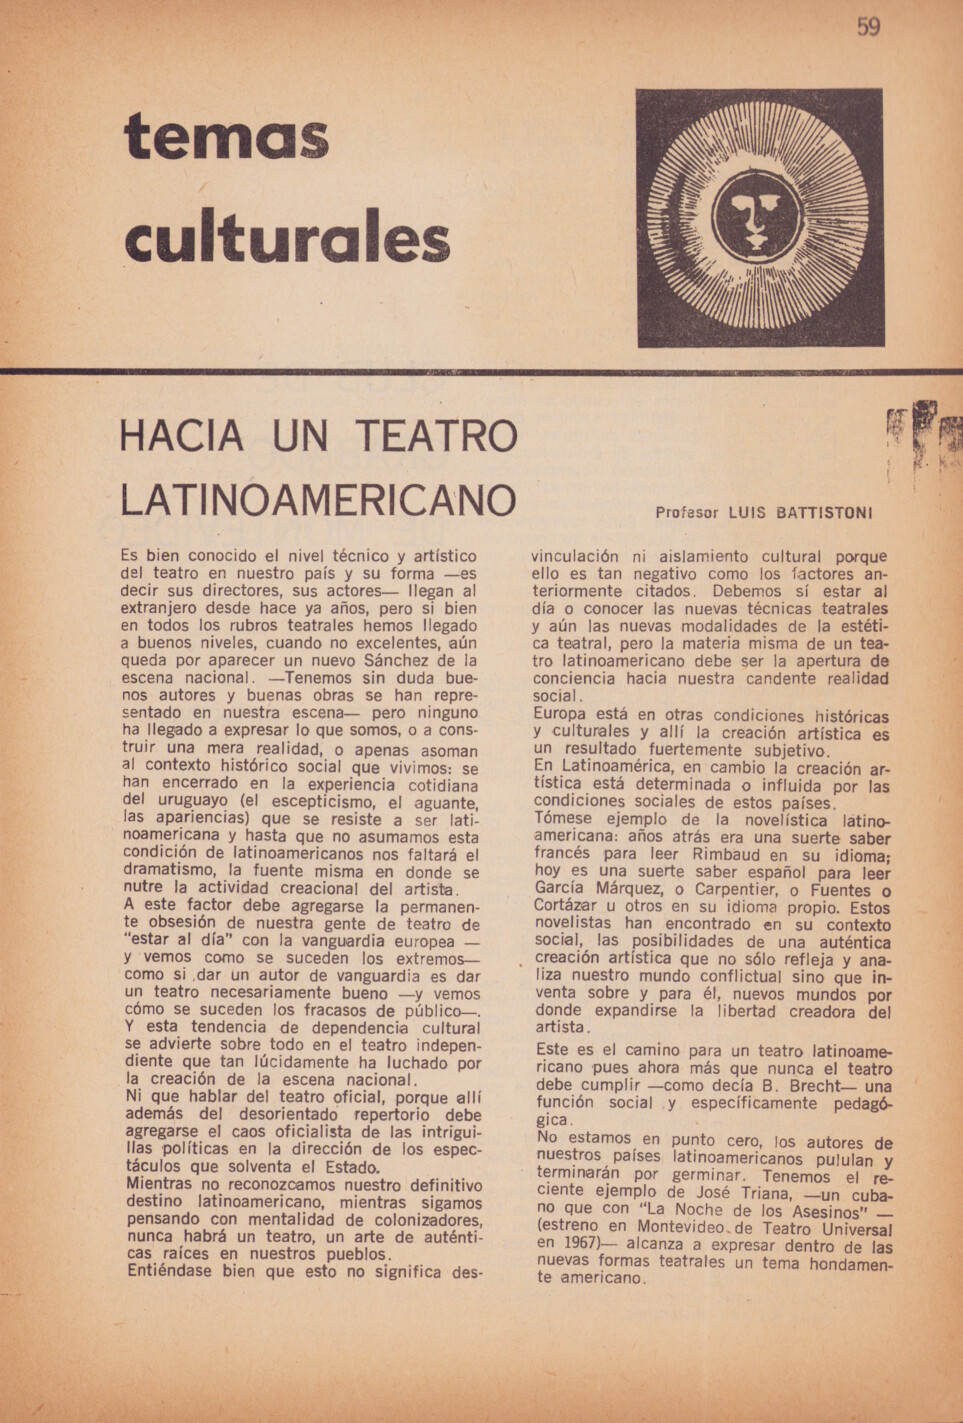 59
temas
culturales
HACIA UN TEATRO
LATINOAMERICANO
Profesor LUIS BATTISTONI
Es bien conocido el nivel técnico y artístico
del teatro en nuestro país y su forma —es
decir sus directores, sus actores— llegan al
extranjero desde hace ya años, pero si bien
en todos los rubros teatrales hemos llegado
a buenos niveles, cuando no excelentes, aún
queda por aparecer un nuevo Sánchez de la
escena nacional. —Tenemos sin duda bue-
nos autores y buenas obras se han repre-
sentado en nuestra escena— pero ninguno
ha llegado a expresar lo que somos, o a cons-
truir una mera realidad, o apenas asoman
al contexto histórico social que vivimos: se
han encerrado en la experiencia cotidiana
del uruguayo (el escepticismo, el aguante,
las apariencias) que se resiste a ser lati-
noamericana y hasta que no asumamos esta
condición de latinoamericanos nos faltará el
dramatismo, la fuente misma en donde se
nutre la actividad creacional del artista.
A este factor debe agregarse la permanen-
te obsesión de nuestra gente de teatro de
"estar al día" con la vanguardia europea —
y vemos como se suceden los extremos—
como si dar un autor de vanguardia es dar
un teatro necesariamente bueno —y vemos
cómo se suceden los fracasos de público—.
Y esta tendencia de dependencia cultural
se advierte sobre todo en el teatro indepen-
diente que tan lúcidamente ha luchado por
la creación de la escena nacional.
Ni que hablar del teatro oficial, porque allí
además del desorientado repertorio debe
agregarse el caos oficialista de las intrigui-
llas políticas en la dirección de los espec-
táculos que solventa el Estado.
Mientras no reconozcamos nuestro definitivo
destino latinoamericano, mientras sigamos
pensando con mentalidad de colonizadores,
nunca habrá un teatro, un arte de auténti-
cas raíces en nuestros pueblos.
Entiéndase bien que esto no significa des-
vinculación ni aislamiento cultural porque
ello es tan negativo como los factores an-
teriormente citados. Debemos sí estar al
día o conocer las nuevas técnicas teatrales
y aún las nuevas modalidades de la estéti-
ca teatral, pero la materia misma de un tea-
tro latinoamericano debe ser la apertura de
conciencia hacia nuestra candente realidad
social.
Europa está en otras condiciones históricas
y culturales y allí la creación artística es
un resultado fuertemente subjetivo.
En Latinoamérica, en cambio la creación ar-
tística está determinada o influida por las
condiciones sociales de estos países.
Tómese ejemplo de la novelística latino-
americana: años atrás era una suerte saber
francés para leer Rimbaud en su idioma;
hoy es una suerte saber español para leer
García Márquez, o Carpentier, o Fuentes o
Cortázar u otros en su idioma propio. Estos
novelistas han encontrado en su contexto
social, las posibilidades de una auténtica
creación artística que no sólo refleja y ana-
liza nuestro mundo conflictual sino que in-
venta sobre y para él, nuevos mundos por
donde expandirse la libertad creadora del
artista.
Este es el camino para un teatro latinoame-
ricano pues ahora más que nunca el teatro
debe cumplir —como decía B. Brecht— una
función social y específicamente pedagó-
gica.
No estamos en punto cero, los autores de
nuestros países latinoamericanos pululan y
terminarán por germinar. Tenemos el re-
ciente ejemplo de José Triana, —un cuba-
no que con "La Noche de los Asesinos" —
(estreno en Montevideo de Teatro Universal
en 1967)— alcanza a expresar dentro de las
nuevas formas teatrales un tema hondamen-
te americano.